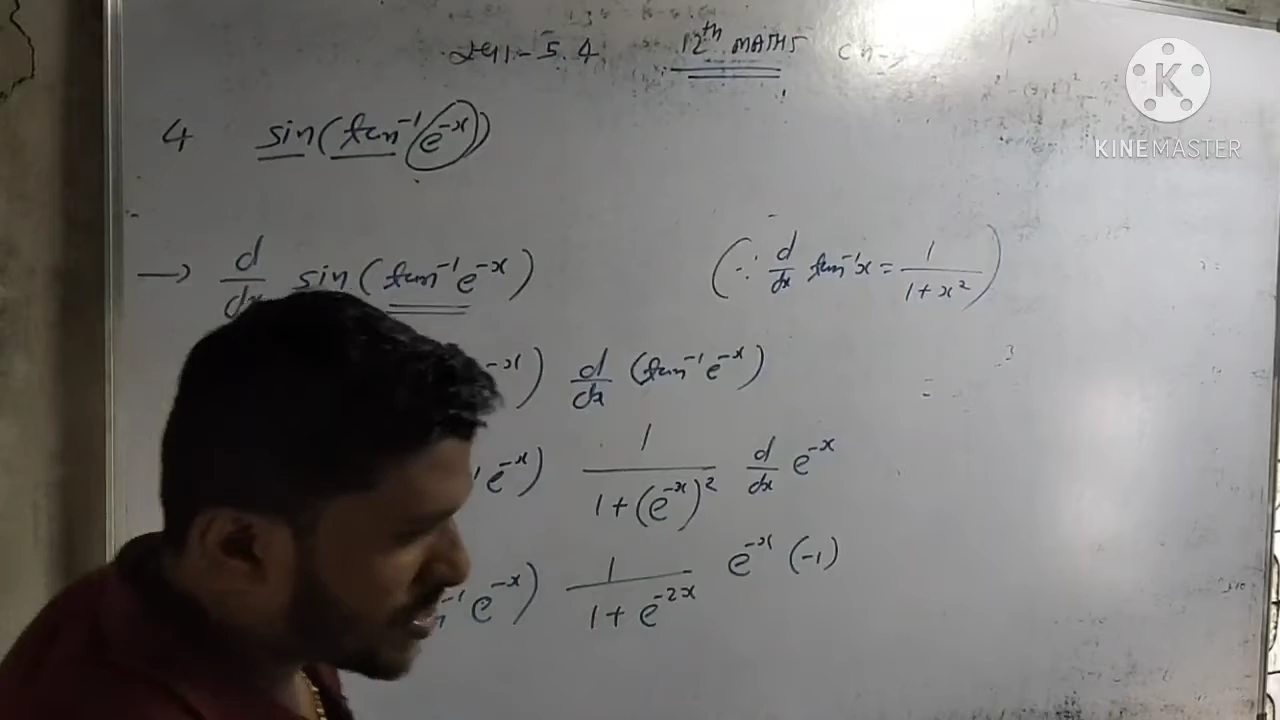 5.4 12th MATHS
K
KINEMASTER
4 sin(tan⁻¹(e⁻ˣ))
→ d/dx sin(tan⁻¹e⁻ˣ) (∵ d/dx tan⁻¹x = 1/(1+x²))
⁻ˣ) d/dx (tan⁻¹e⁻ˣ)
e⁻ˣ) 1/(1+(e⁻ˣ)²) d/dx e⁻ˣ
⁻¹e⁻ˣ) 1/(1+e⁻²ˣ) e⁻ˣ (-1)